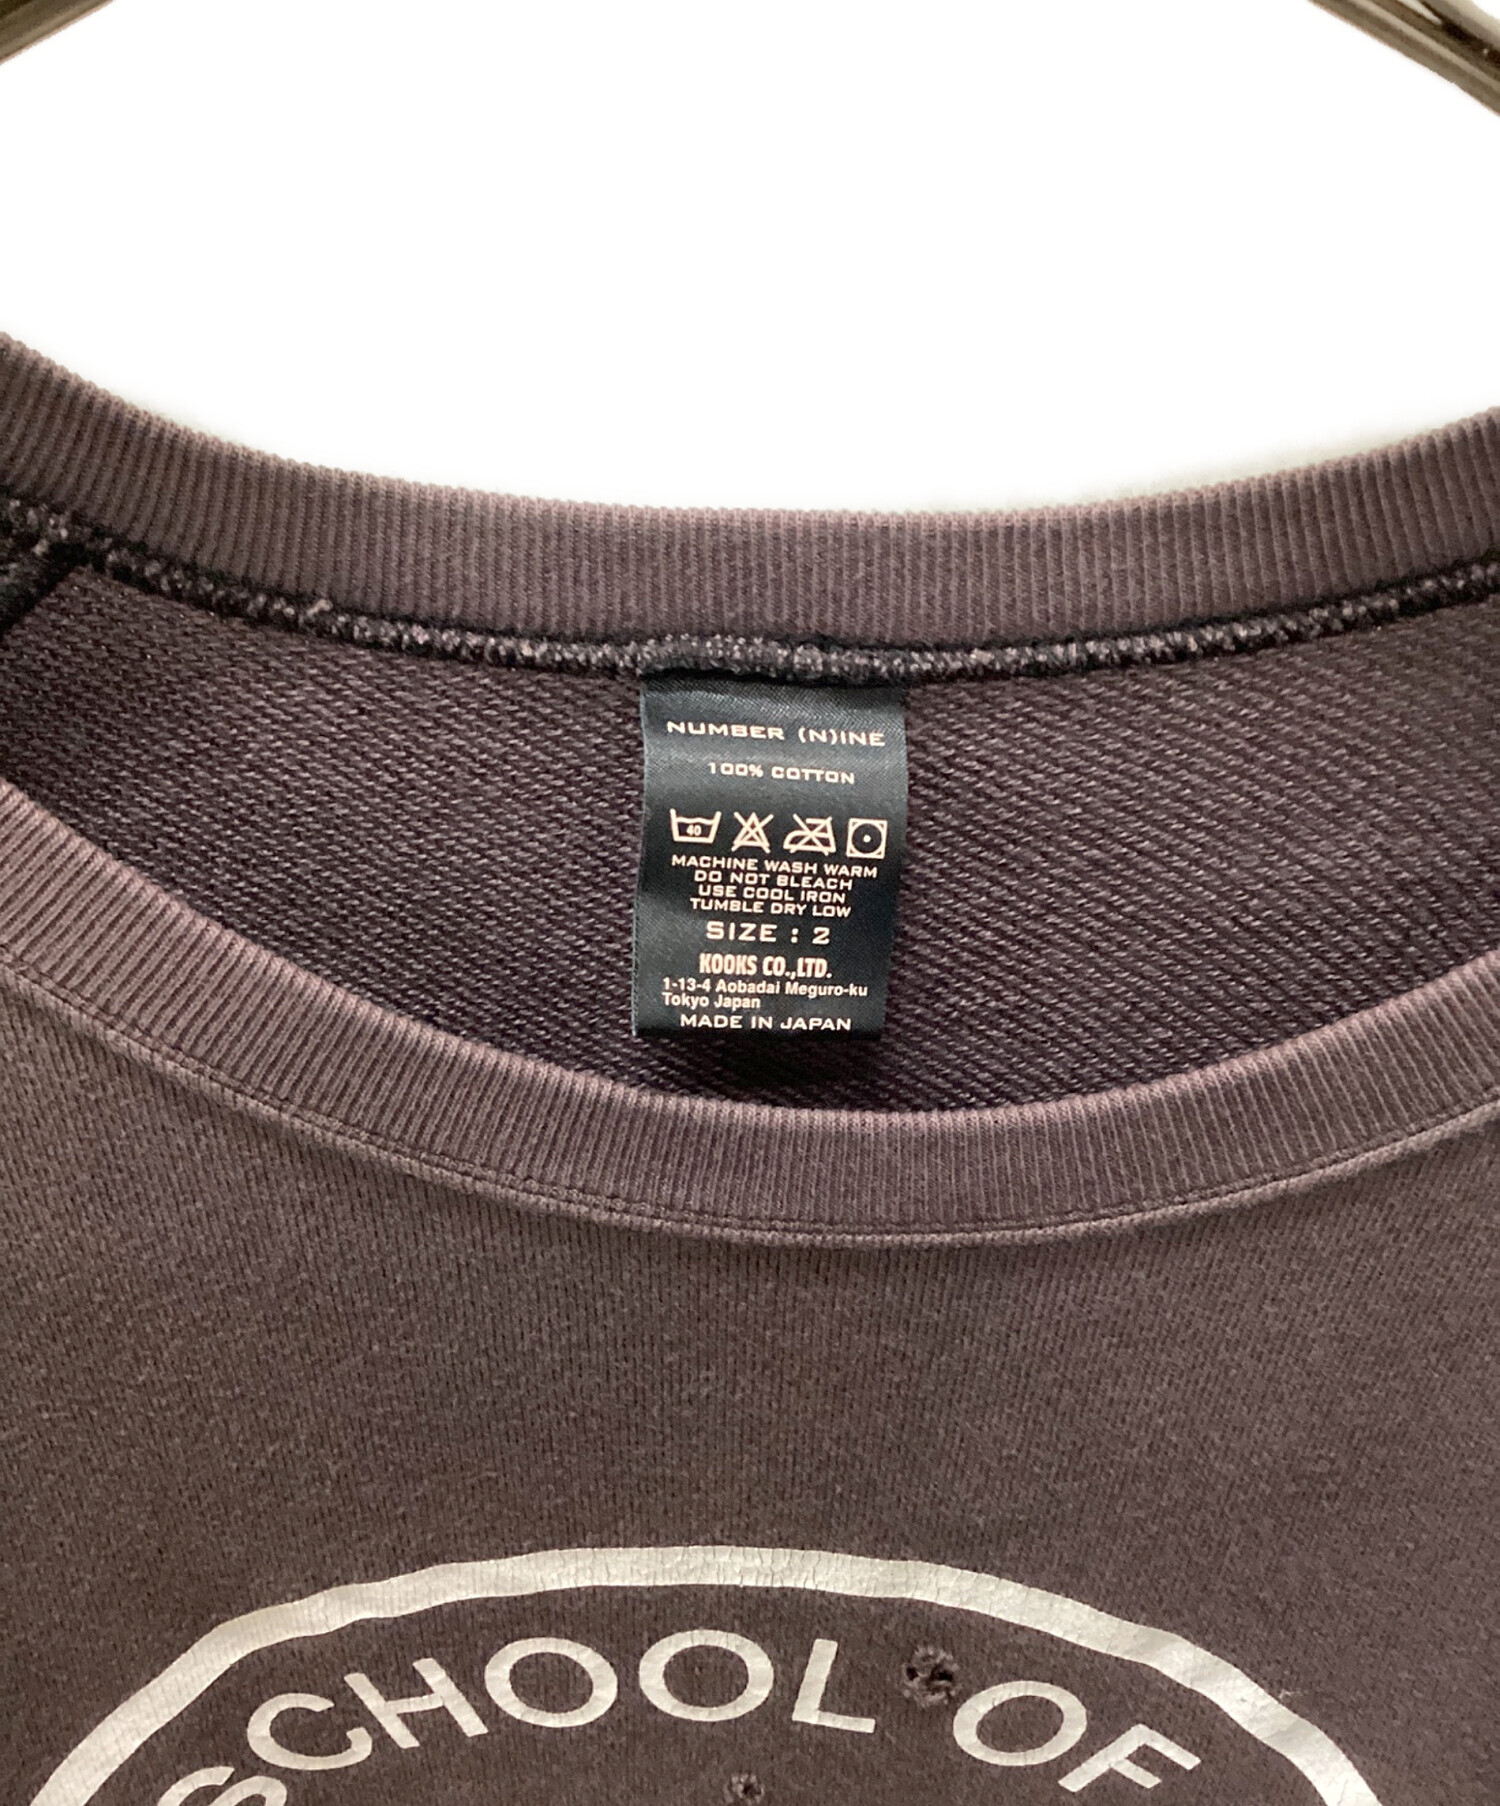 NUMBER (N)INE
100% COTTON
40
MACHINE WASH WARM
DO NOT BLEACH
USE COOL IRON
TUMBLE DRY LOW
SIZE : 2
KOOKS CO.,LTD.
1-13-4 Aobadai Meguro-ku
Tokyo Japan
MADE IN JAPAN
SCHOOL OF